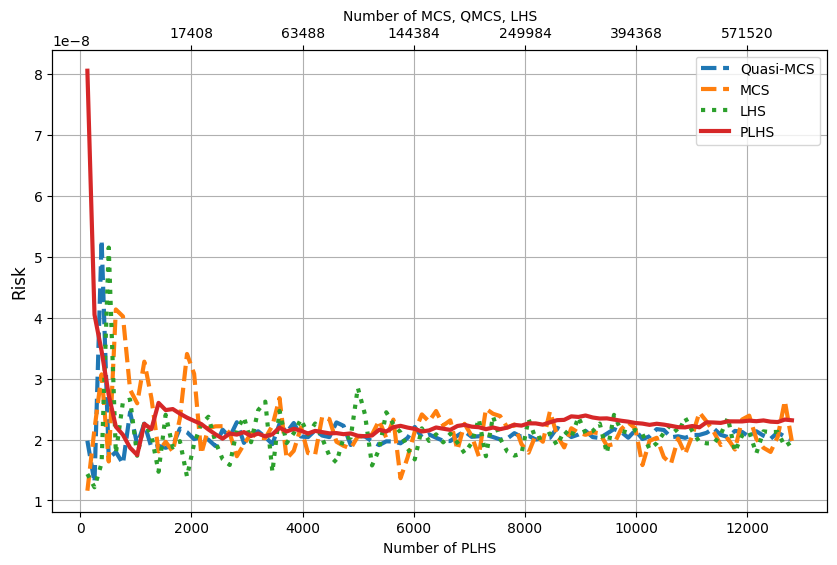 Number of MCS, QMCS, LHS
17408 63488 144384 249984 394368 571520
1e−8
8
7
6
5
4
3
2
1
Risk
Quasi-MCS
MCS
LHS
PLHS
0 2000 4000 6000 8000 10000 12000
Number of PLHS